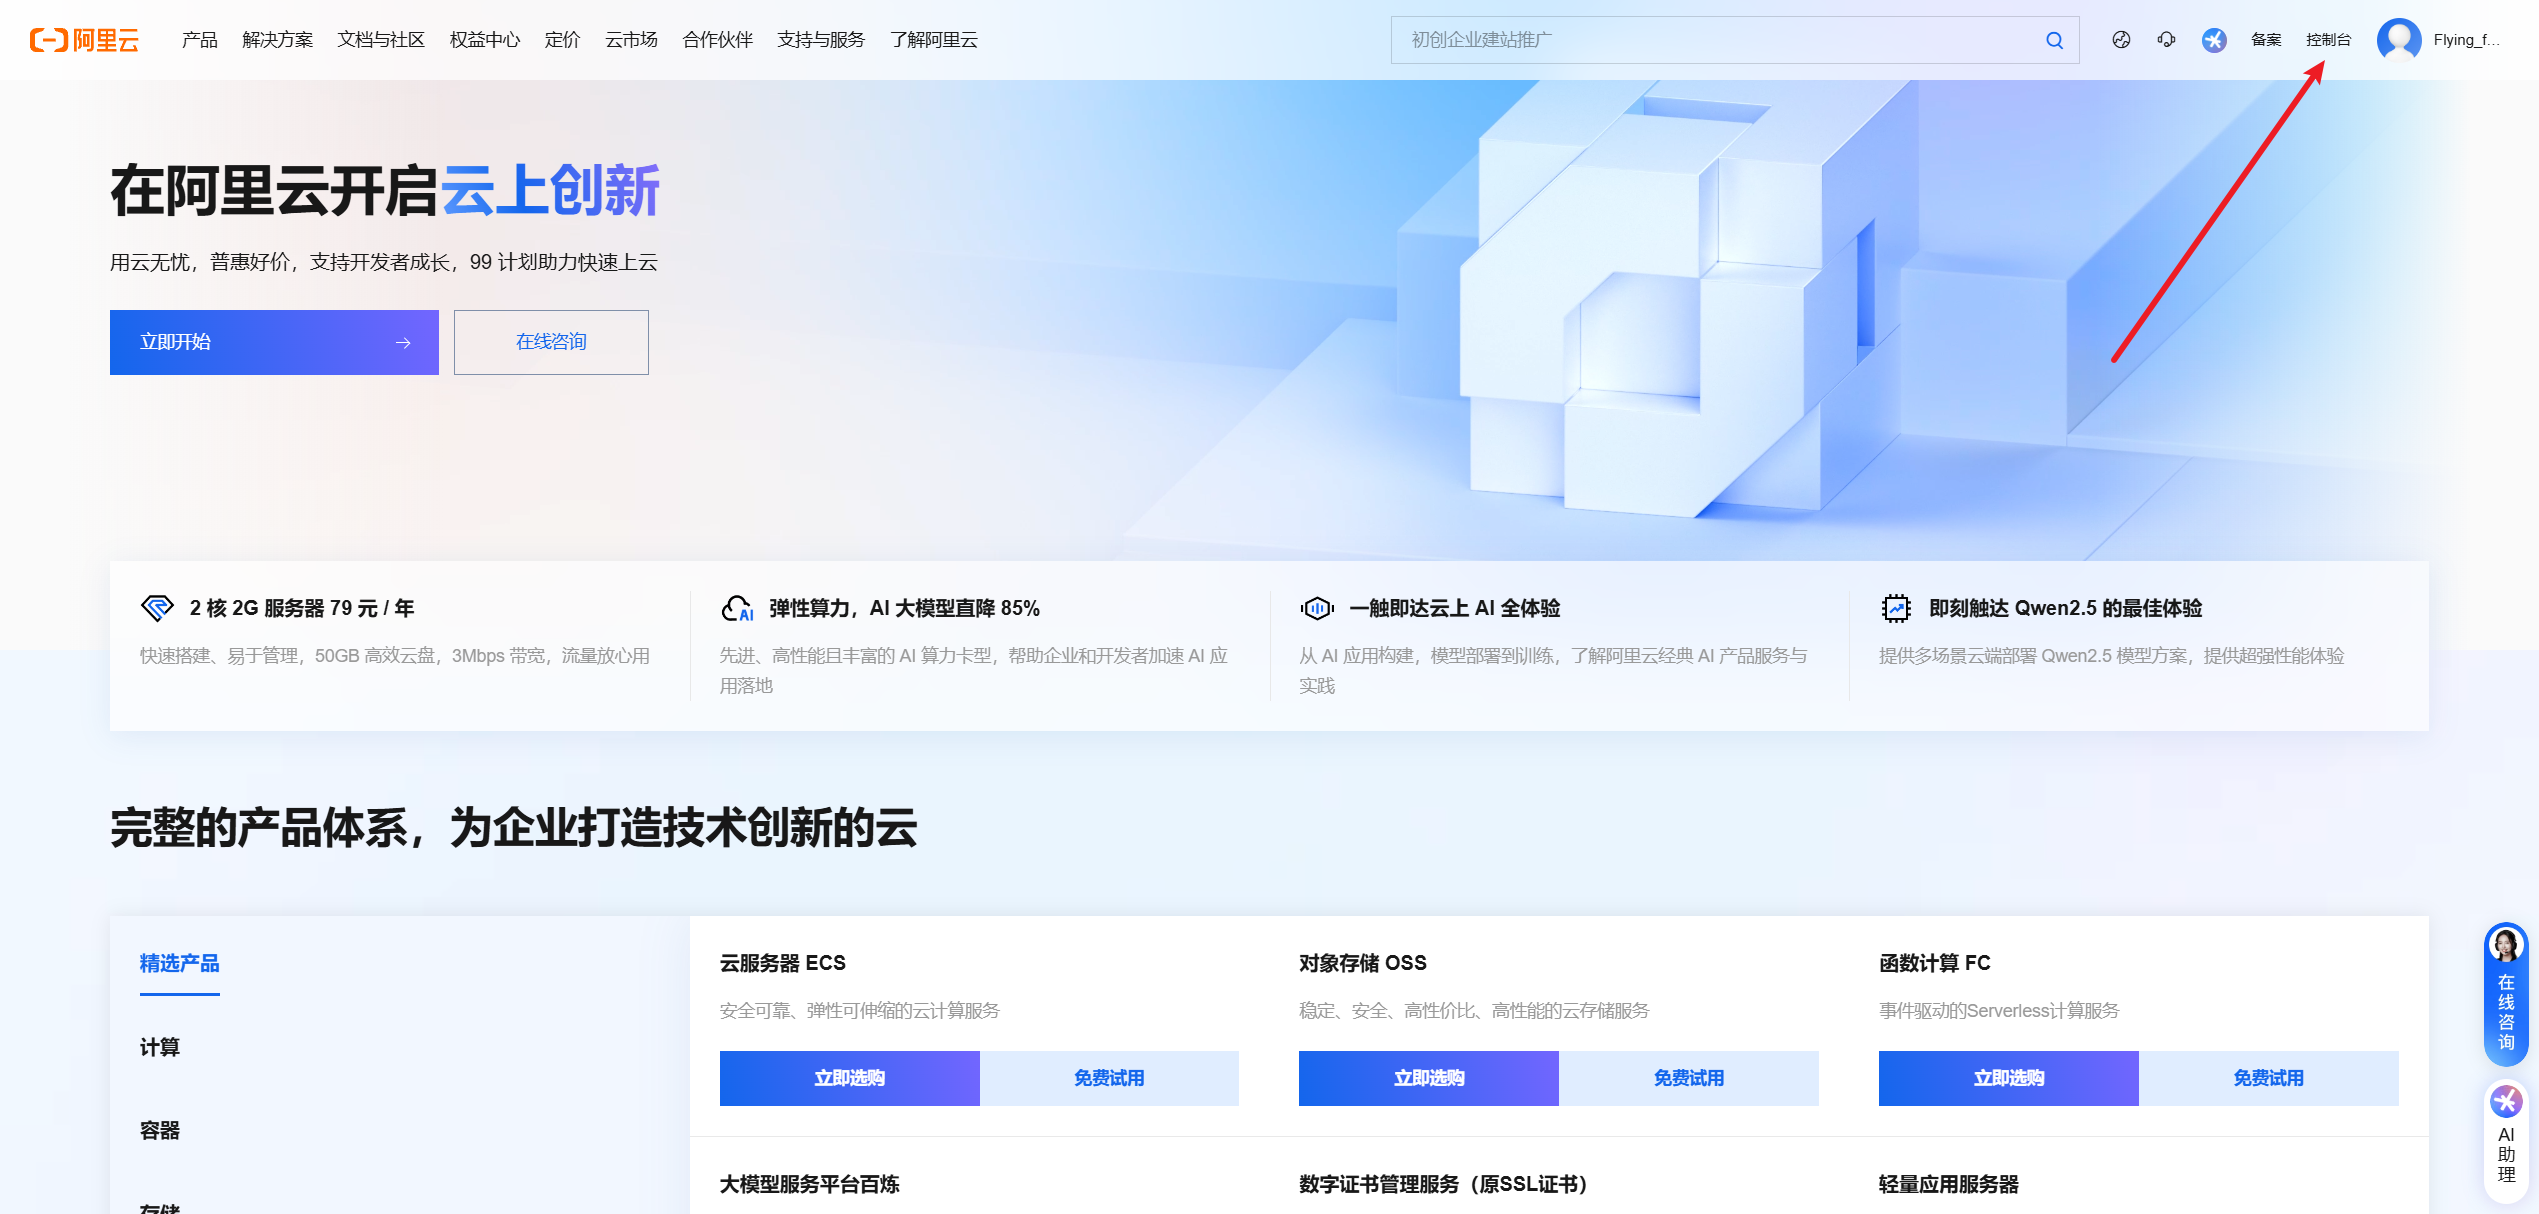 阿里云
产品 解决方案 文档与社区 权益中心 定价 云市场 合作伙伴 支持与服务 了解阿里云
初创企业建站推广
备案 控制台 Flying_f...
在阿里云开启云上创新
用云无忧，普惠好价，支持开发者成长，99 计划助力快速上云
立即开始 → 在线咨询
2 核 2G 服务器 79 元 / 年
快速搭建、易于管理，50GB 高效云盘，3Mbps 带宽，流量放心用
AI
弹性算力，AI 大模型直降 85%
先进、高性能且丰富的 AI 算力卡型，帮助企业和开发者加速 AI 应
用落地
一触即达云上 AI 全体验
从 AI 应用构建，模型部署到训练，了解阿里云经典 AI 产品服务与
实践
即刻触达 Qwen2.5 的最佳体验
提供多场景云端部署 Qwen2.5 模型方案，提供超强性能体验
完整的产品体系，为企业打造技术创新的云
精选产品
计算
容器
存储
云服务器 ECS
安全可靠、弹性可伸缩的云计算服务
立即选购 免费试用
对象存储 OSS
稳定、安全、高性价比、高性能的云存储服务
立即选购 免费试用
函数计算 FC
事件驱动的Serverless计算服务
立即选购 免费试用
大模型服务平台百炼
数字证书管理服务（原SSL证书）
轻量应用服务器
在线咨询
AI助理